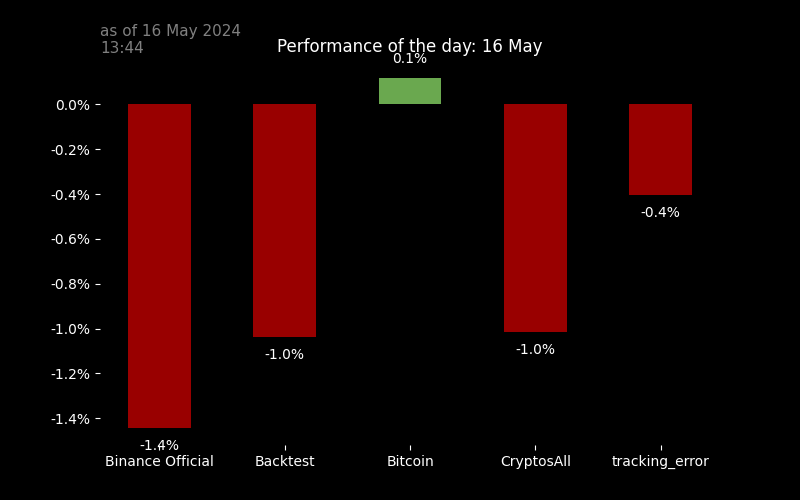 as of 16 May 2024
13:44
Performance of the day: 16 May
0.1%
0.0%
-0.2%
-0.4%
-0.6%
-0.8%
-1.0%
-1.2%
-1.4%
-1.4%
-1.0%
-1.0%
-0.4%
Binance Official
Backtest
Bitcoin
CryptosAll
tracking_error